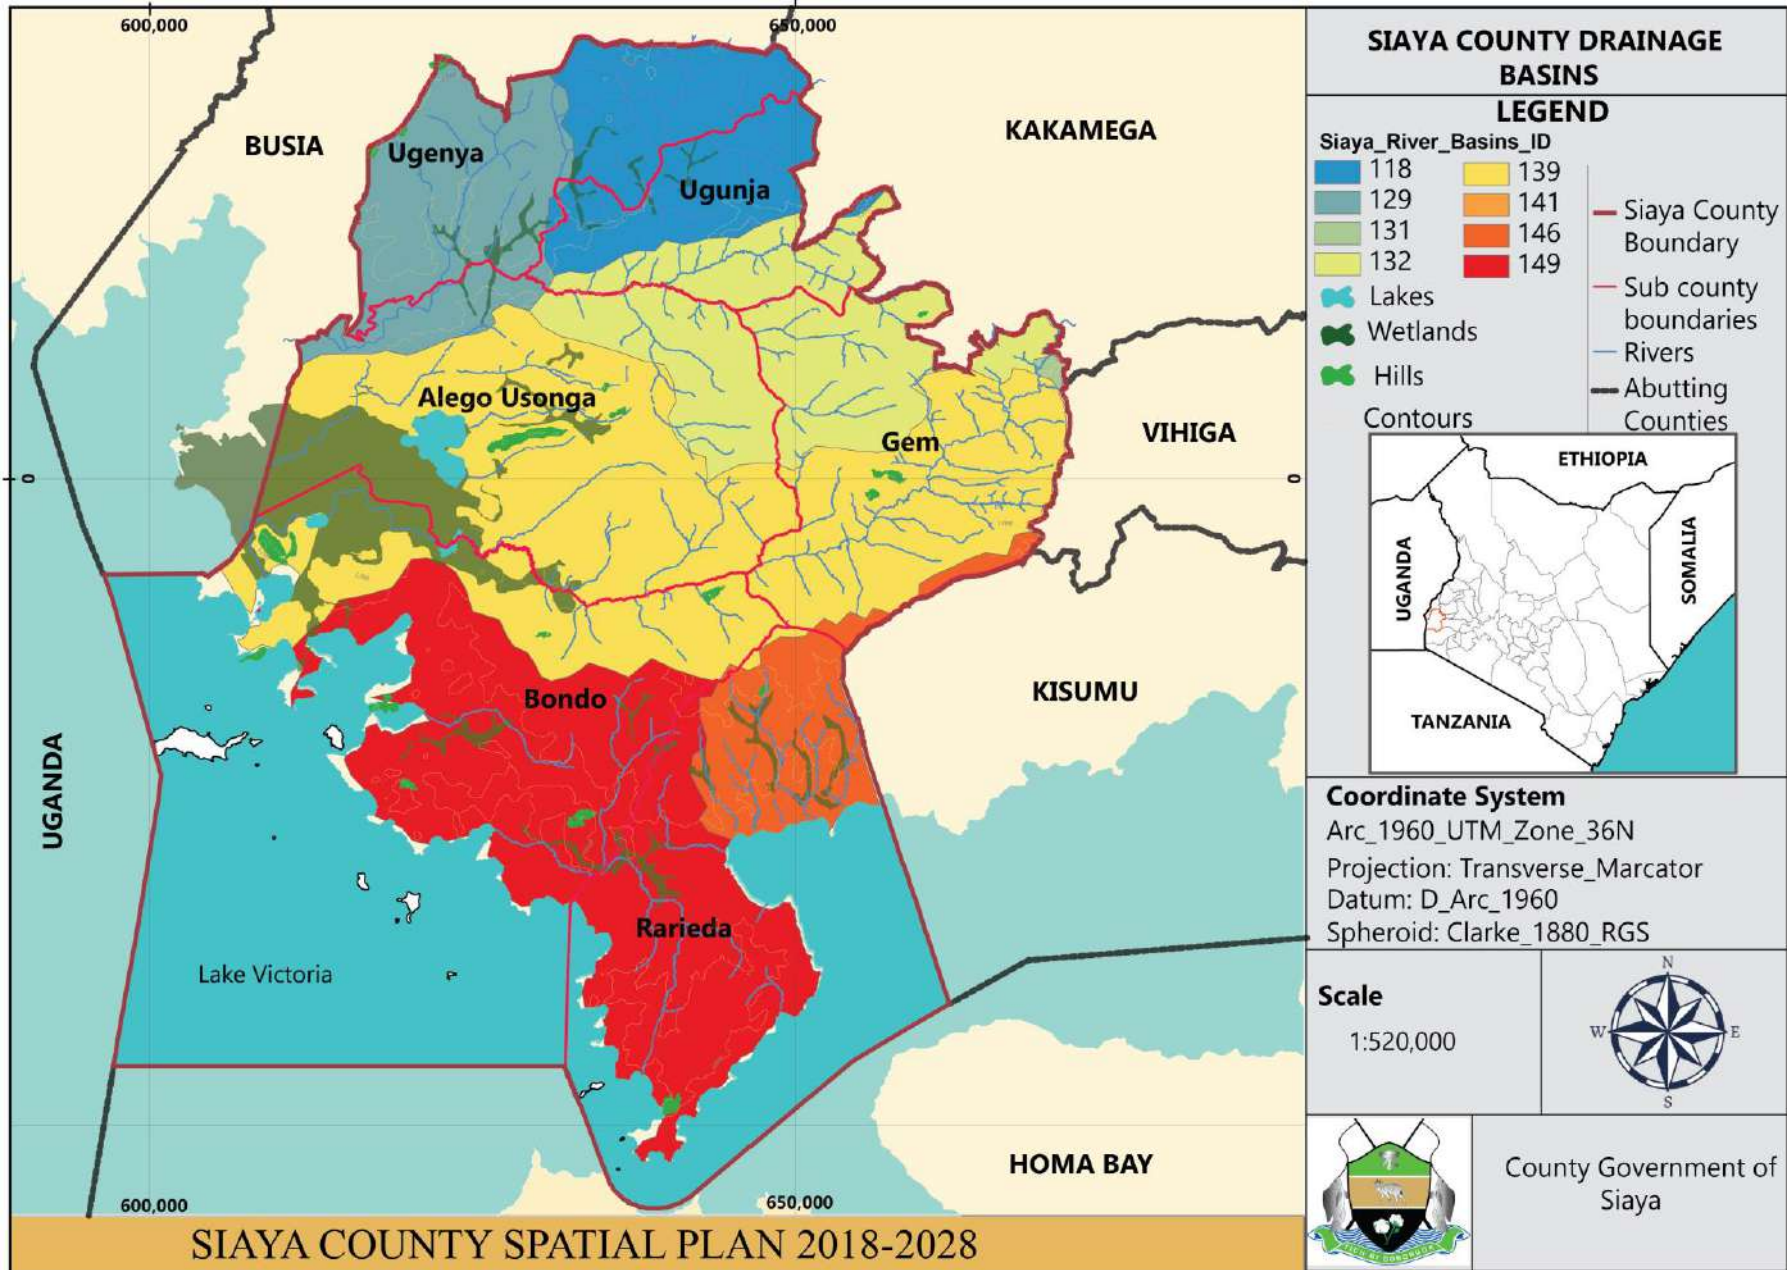 600,000
650,000
BUSIA
KAKAMEGA
Ugenya
Ugunja
Alego Usonga
Gem
VIHIGA
0
0
Bondo
KISUMU
UGANDA
Rarieda
Lake Victoria
HOMA BAY
600,000
650,000
SIAYA COUNTY SPATIAL PLAN 2018-2028
SIAYA COUNTY DRAINAGE
BASINS
LEGEND
Siaya_River_Basins_ID
118
129
131
132
139
141
146
149
Lakes
Wetlands
Hills
Contours
Siaya County
Boundary
Sub county
boundaries
Rivers
Abutting
Counties
ETHIOPIA
UGANDA
SOMALIA
TANZANIA
Coordinate System
Arc_1960_UTM_Zone_36N
Projection: Transverse_Marcator
Datum: D_Arc_1960
Spheroid: Clarke_1880_RGS
Scale
1:520,000
N
W
E
S
County Government of
Siaya